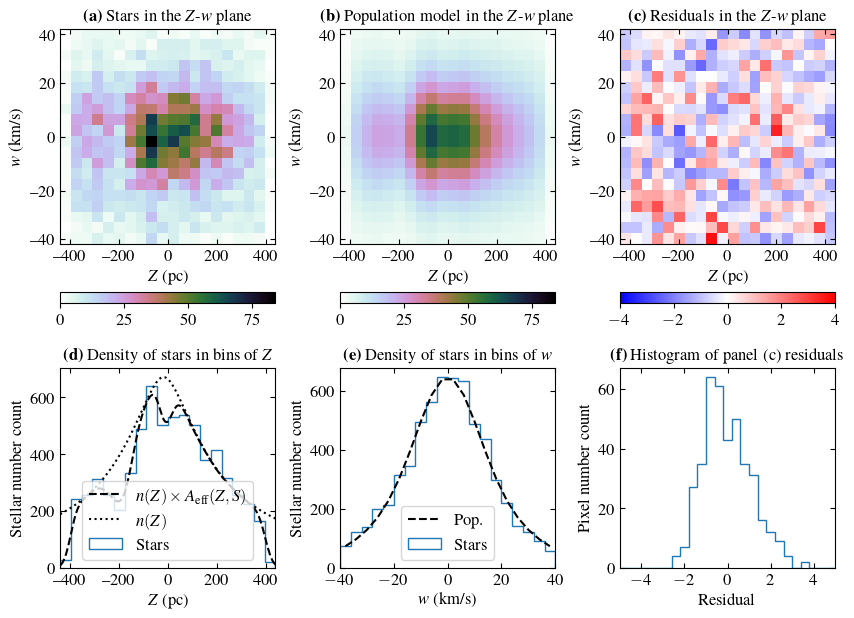 (a) Stars in the Z-w plane
(b) Population model in the Z-w plane
(c) Residuals in the Z-w plane
40
20
0
−20
−40
w (km/s)
−400 −200 0 200 400
Z (pc)
0 25 50 75
40
20
0
−20
−40
w (km/s)
−400 −200 0 200 400
Z (pc)
0 25 50 75
40
20
0
−20
−40
w (km/s)
−400 −200 0 200 400
Z (pc)
−4 −2 0 2 4
(d) Density of stars in bins of Z
(e) Density of stars in bins of w
(f) Histogram of panel (c) residuals
600
400
200
0
Stellar number count
n(Z) × A_eff(Z, S)
n(Z)
Stars
−400 −200 0 200 400
Z (pc)
600
400
200
0
Stellar number count
Pop.
Stars
−40 −20 0 20 40
w (km/s)
60
40
20
0
Pixel number count
−4 −2 0 2 4
Residual